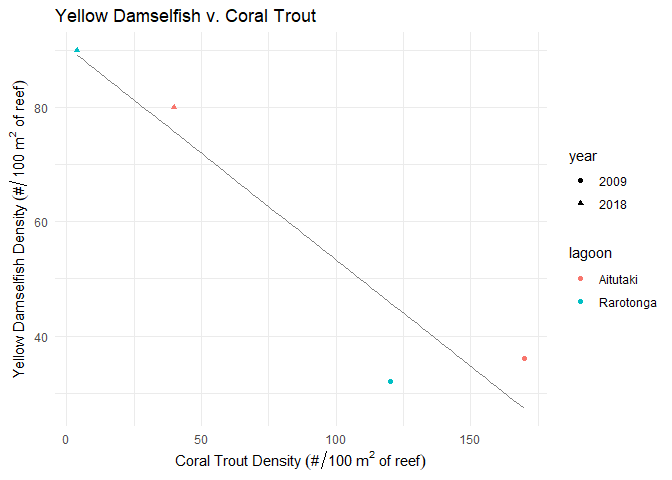 Yellow Damselfish v. Coral Trout
Yellow Damselfish Density (#/100 m² of reef)
80
60
40
0
50
100
150
Coral Trout Density (#/100 m² of reef)
year
2009
2018
lagoon
Aitutaki
Rarotonga